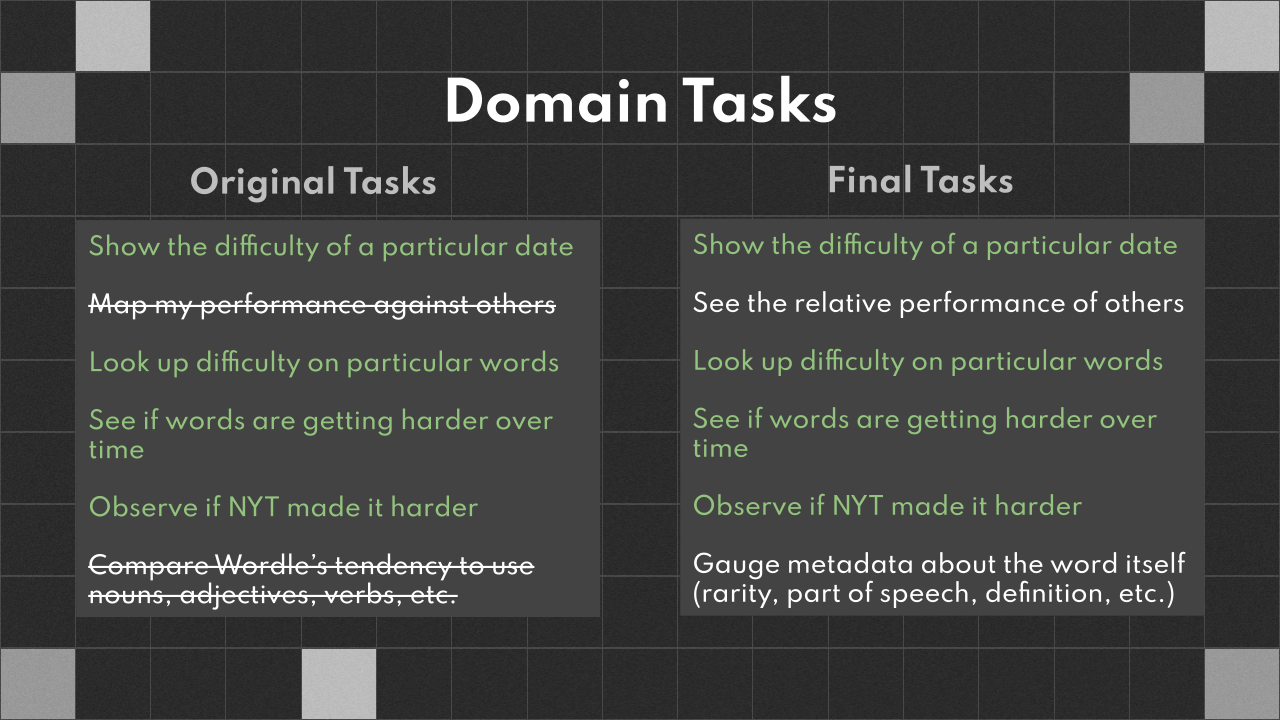 Domain Tasks
Original Tasks
Show the difficulty of a particular date
Map my performance against others
Look up difficulty on particular words
See if words are getting harder over
time
Observe if NYT made it harder
Compare Wordle’s tendency to use
nouns, adjectives, verbs, etc.
Final Tasks
Show the difficulty of a particular date
See the relative performance of others
Look up difficulty on particular words
See if words are getting harder over
time
Observe if NYT made it harder
Gauge metadata about the word itself
(rarity, part of speech, definition, etc.)